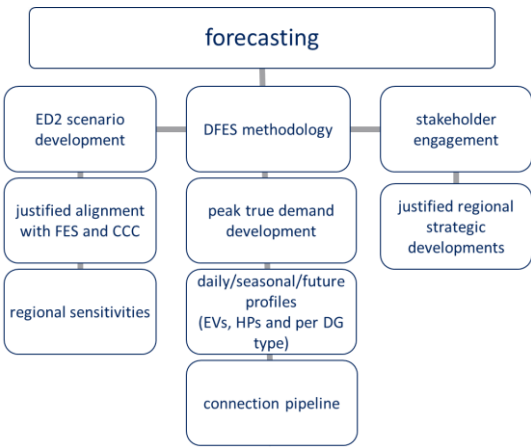 forecasting
ED2 scenario
development
DFES methodology
stakeholder
engagement
justified alignment
with FES and CCC
peak true demand
development
justified regional
strategic
developments
regional sensitivities
daily/seasonal/future
profiles
(EVs, HPs and per DG
type)
connection pipeline